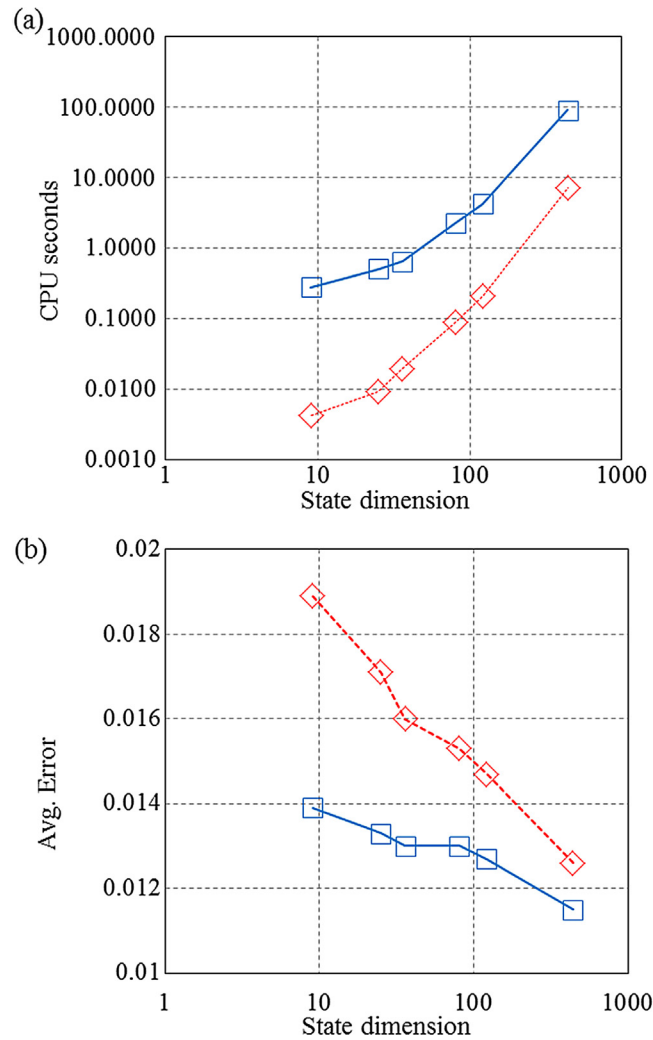 (a)
1000.0000
100.0000
10.0000
1.0000
0.1000
0.0100
0.0010
CPU seconds
1 10 100 1000
State dimension
(b)
0.02
0.018
0.016
0.014
0.012
0.01
Avg. Error
1 10 100 1000
State dimension